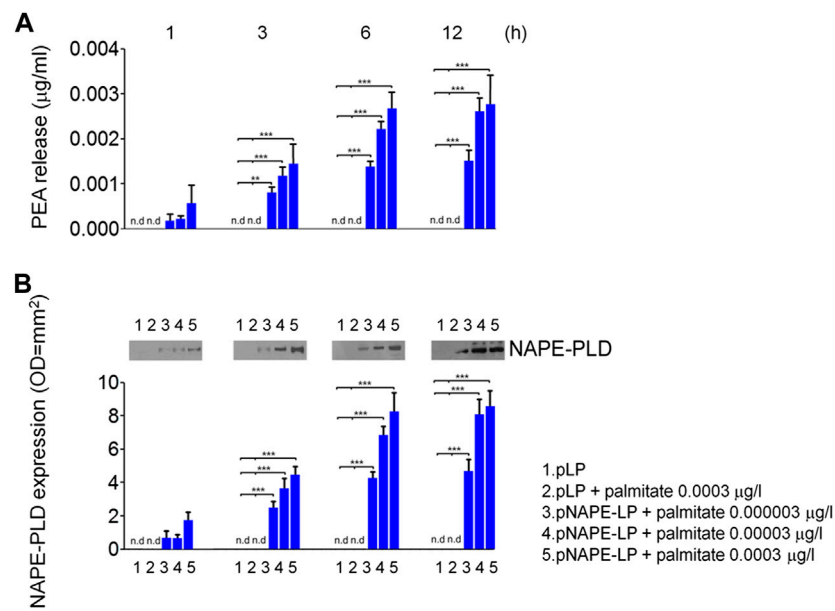 A
1 3 6 12 (h)
PEA release (µg/ml)
0.004
0.003
0.002
0.001
0.000
*** *** ** *** *** *** *** *** ***
n.d n.d n.d n.d n.d n.d n.d n.d
B
NAPE-PLD expression (OD=mm²)
1 2 3 4 5 1 2 3 4 5 1 2 3 4 5 1 2 3 4 5
NAPE-PLD
10
8
6
4
2
0
*** *** *** *** *** *** *** *** ***
n.d n.d n.d n.d n.d n.d n.d n.d
1 2 3 4 5 1 2 3 4 5 1 2 3 4 5 1 2 3 4 5
1.pLP
2.pLP + palmitate 0.0003 µg/l
3.pNAPE-LP + palmitate 0.000003 µg/l
4.pNAPE-LP + palmitate 0.00003 µg/l
5.pNAPE-LP + palmitate 0.0003 µg/l